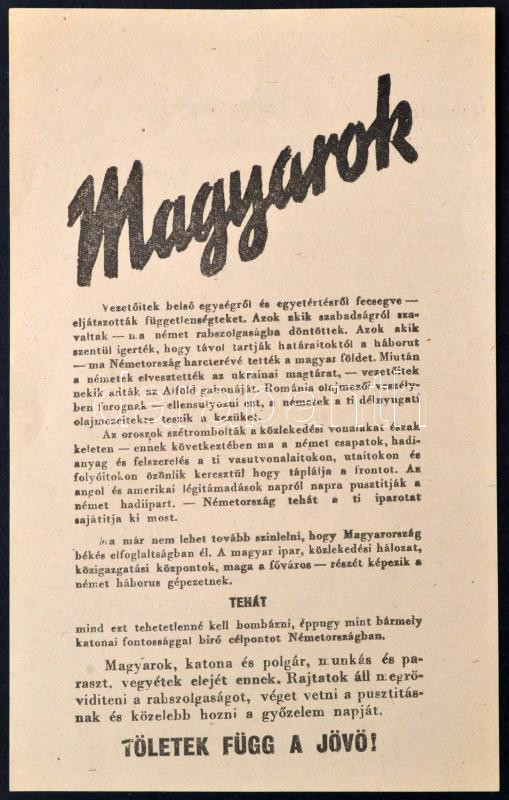 Magyarok
Vezetőitek belső egységről és egyetértésről fecsegve —
eljátszották függetlenségteket. Azok akik szabadságról sza-
valtak — ma német rabszolgaságba döntöttek. Azok akik
szentül igerték, hogy távol tartják határaitoktól a háborut
— ma Németország harcterévé tették a magyar földet. Miután
a németek elvesztették az ukrainai magtárat, — vezetőitek
nekik adták az Alföld gabonáját. Románia olajmezői veszély-
ben forognak — ellensulyozni ezt, a németek a ti délnyugati
olajmezőitekre teszik a kezüket.
Az oroszok szétrombolták a közlekedési vonalakat észak
keleten — ennek következtében ma a német csapatok, hadi-
anyag és felszerelés a ti vasutvonalaitokon, utaitokon és
folyóitokon özönlik keresztül hogy táplálja a frontot. Az
angol és amerikai légitámadások napról napra pusztitják a
német hadiipart. — Németország tehát a ti iparotat
sajátitja ki most.
Ma már nem lehet tovább szinlelni, hogy Magyarország
békés elfoglaltságban él. A magyar ipar, közlekedési hálozat,
közigazgatási központok, maga a főváros — részét képezik a
német háborus gépezetnek.
TEHÁT
mind ezt tehetetlenné kell bombázni, éppugy mint bármely
katonai fontossággal biró célpontot Németországban.
Magyarok, katona és polgár, munkás és pa-
raszt, vegyétek elejét ennek. Rajtatok áll megrö-
viditeni a rabszolgaságot, véget vetni a pusztitás-
nak és közelebb hozni a győzelem napját.
TŐLETEK FÜGG A JÖVŐ!